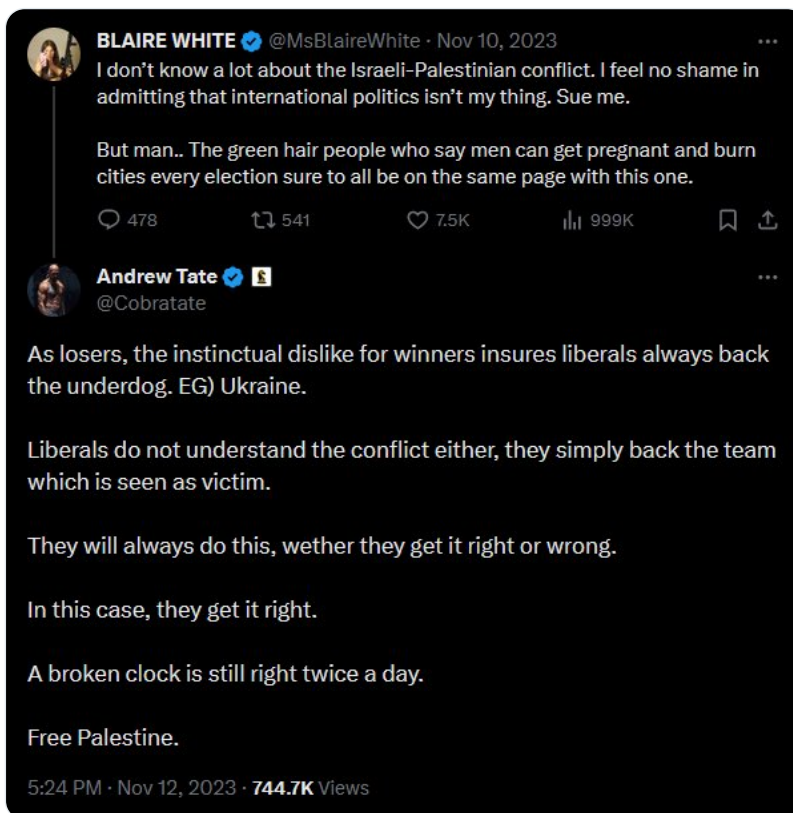 BLAIRE WHITE @MsBlaireWhite · Nov 10, 2023
I don't know a lot about the Israeli-Palestinian conflict. I feel no shame in
admitting that international politics isn't my thing. Sue me.
But man.. The green hair people who say men can get pregnant and burn
cities every election sure to all be on the same page with this one.
478 541 7.5K 999K
Andrew Tate
@Cobratate
As losers, the instinctual dislike for winners insures liberals always back
the underdog. EG) Ukraine.
Liberals do not understand the conflict either, they simply back the team
which is seen as victim.
They will always do this, wether they get it right or wrong.
In this case, they get it right.
A broken clock is still right twice a day.
Free Palestine.
5:24 PM · Nov 12, 2023 · 744.7K Views